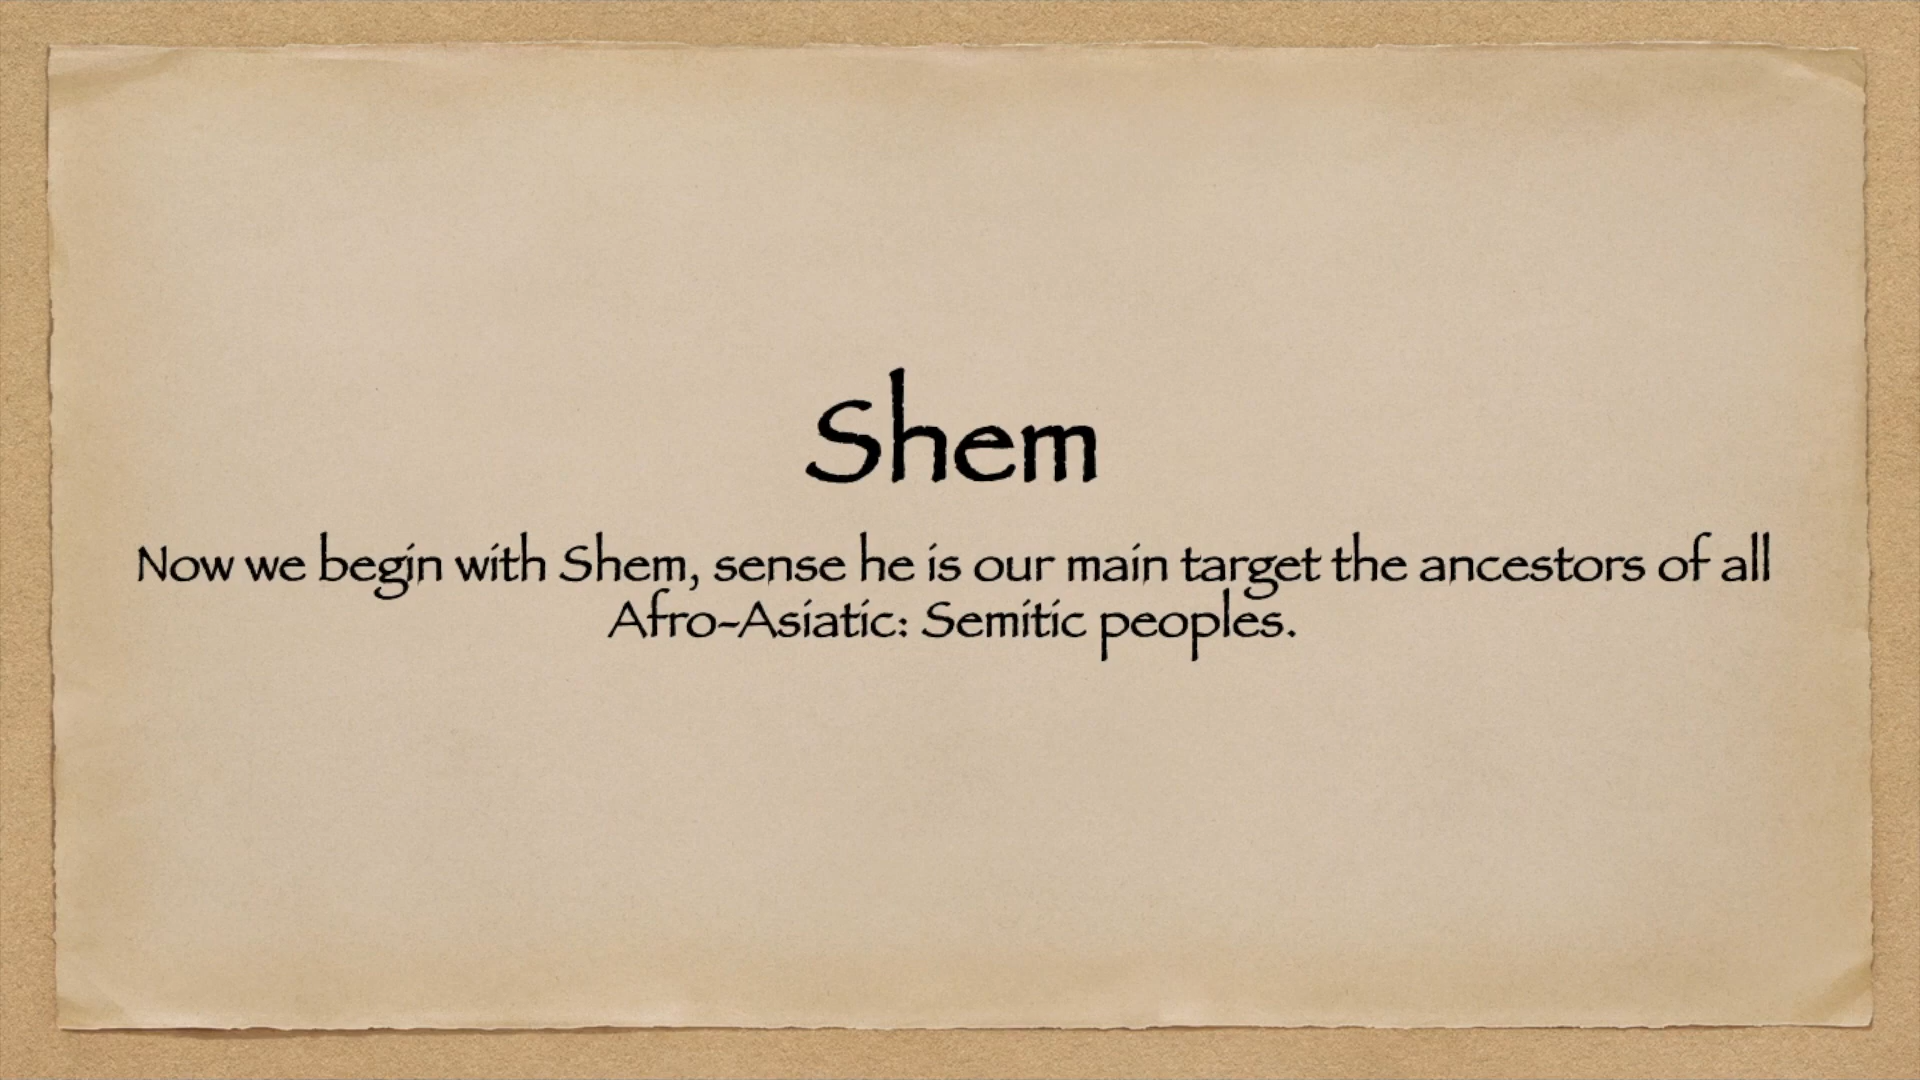 Shem
Now we begin with Shem, sense he is our main target the ancestors of all
Afro-Asiatic: Semitic peoples.